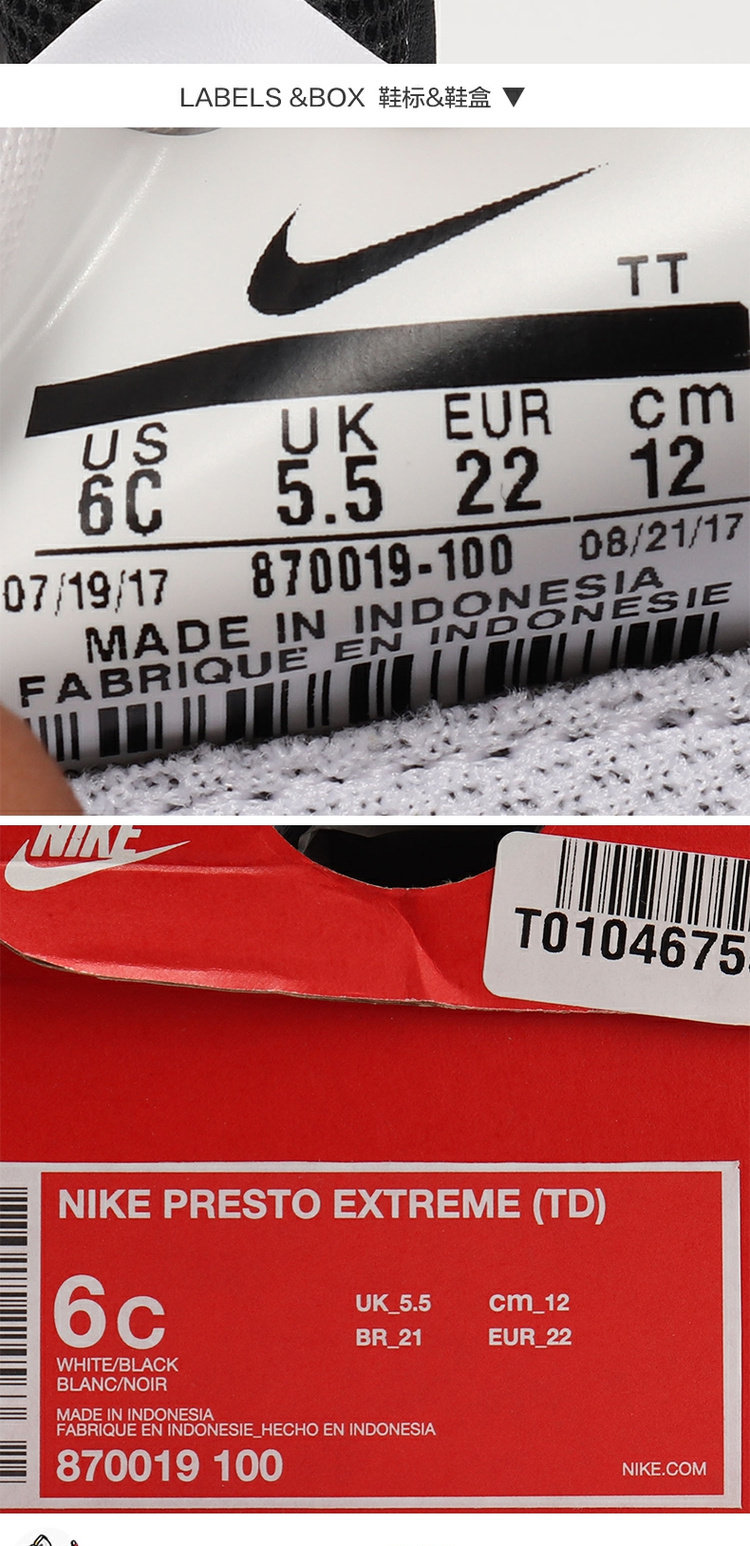 LABELS &BOX 鞋标&鞋盒 ▼
TT
US UK EUR cm
6C 5.5 22 12
07/19/17 870019-100 08/21/17
MADE IN INDONESIA
FABRIQUE EN INDONESIE
NIKE
T0104675
NIKE PRESTO EXTREME (TD)
6c
UK_5.5 cm_12
BR_21 EUR_22
WHITE/BLACK
BLANC/NOIR
MADE IN INDONESIA
FABRIQUE EN INDONESIE_HECHO EN INDONESIA
870019 100
NIKE.COM